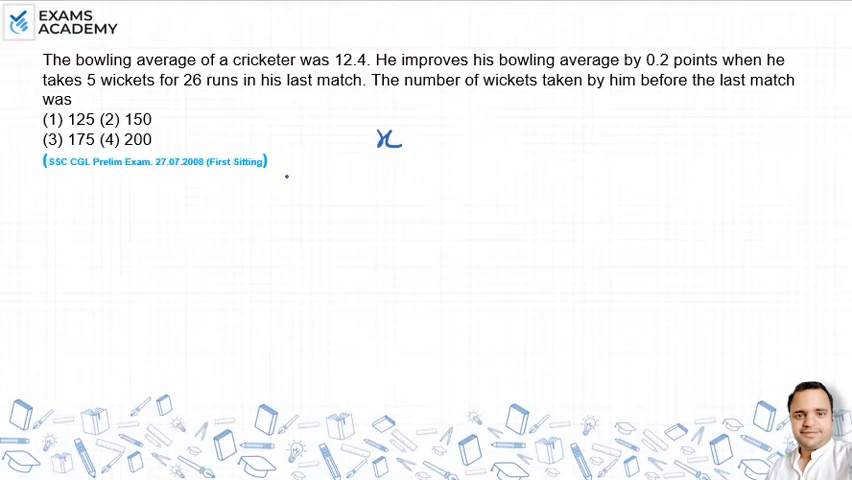 EXAMS
ACADEMY
The bowling average of a cricketer was 12.4. He improves his bowling average by 0.2 points when he
takes 5 wickets for 26 runs in his last match. The number of wickets taken by him before the last match
was
(1) 125 (2) 150
(3) 175 (4) 200
x
(SSC CGL Prelim Exam. 27.07.2008 (First Sitting)